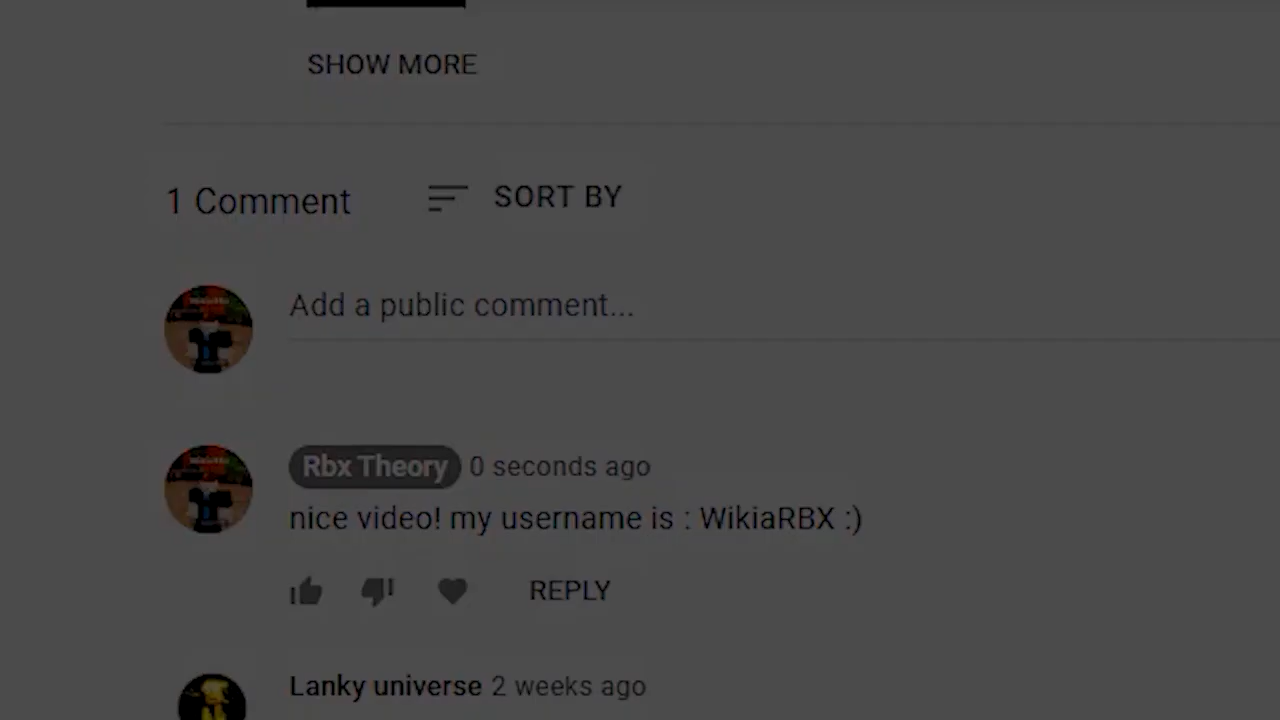 SHOW MORE
1 Comment
SORT BY
Add a public comment...
Rbx Theory 0 seconds ago
nice video! my username is : WikiaRBX :)
REPLY
Lanky universe 2 weeks ago